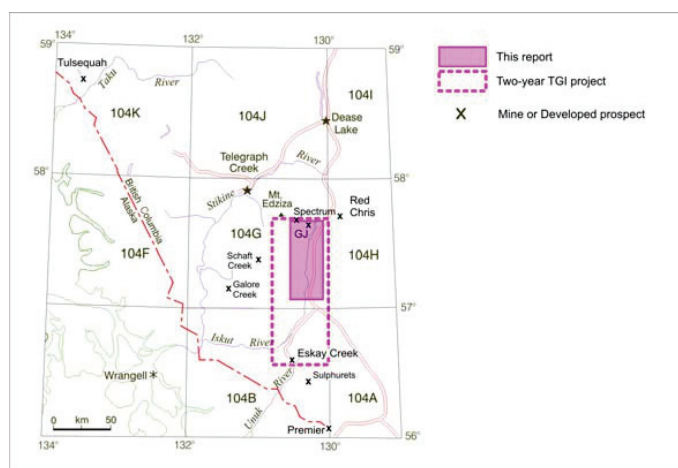 134°
132°
130°
59°
Tulsequah
Taku
River
104K
104J
104I
Dease
Lake
Telegraph
Creek
River
58°
58°
Stikine
Mt.
Edziza
Spectrum
Red
Chris
British Columbia
Alaska
104G
GJ
104F
Schaft
Creek
104H
Galore
Creek
57°
57°
Iskut River
Eskay Creek
Wrangell
Sulphurets
104B
Unuk River
104A
km
0 50
Premier
134°
132°
130°
56°
This report
Two-year TGI project
X Mine or Developed prospect